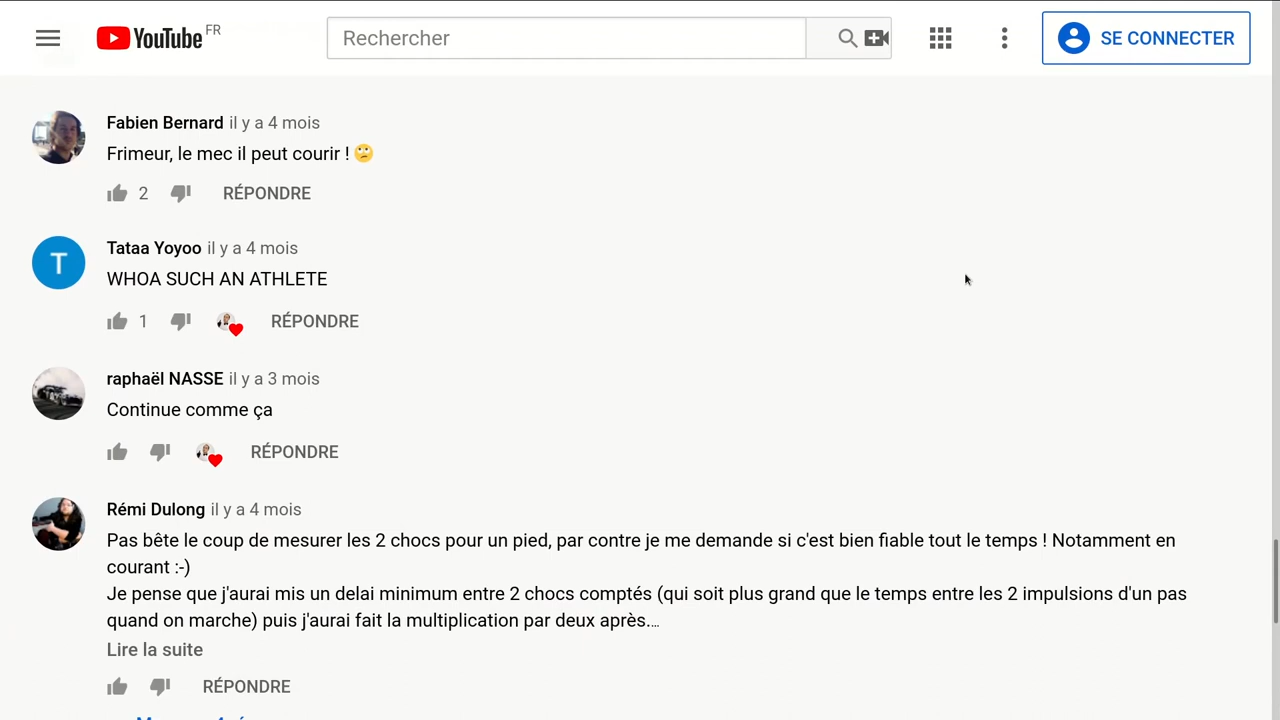 YouTube FR
Rechercher
SE CONNECTER
Fabien Bernard il y a 4 mois
Frimeur, le mec il peut courir ! 🙄
2 RÉPONDRE
T
Tataa Yoyoo il y a 4 mois
WHOA SUCH AN ATHLETE
1 RÉPONDRE
raphaël NASSE il y a 3 mois
Continue comme ça
RÉPONDRE
Rémi Dulong il y a 4 mois
Pas bête le coup de mesurer les 2 chocs pour un pied, par contre je me demande si c'est bien fiable tout le temps ! Notamment en
courant :-)
Je pense que j'aurai mis un delai minimum entre 2 chocs comptés (qui soit plus grand que le temps entre les 2 impulsions d'un pas
quand on marche) puis j'aurai fait la multiplication par deux après.…
Lire la suite
RÉPONDRE